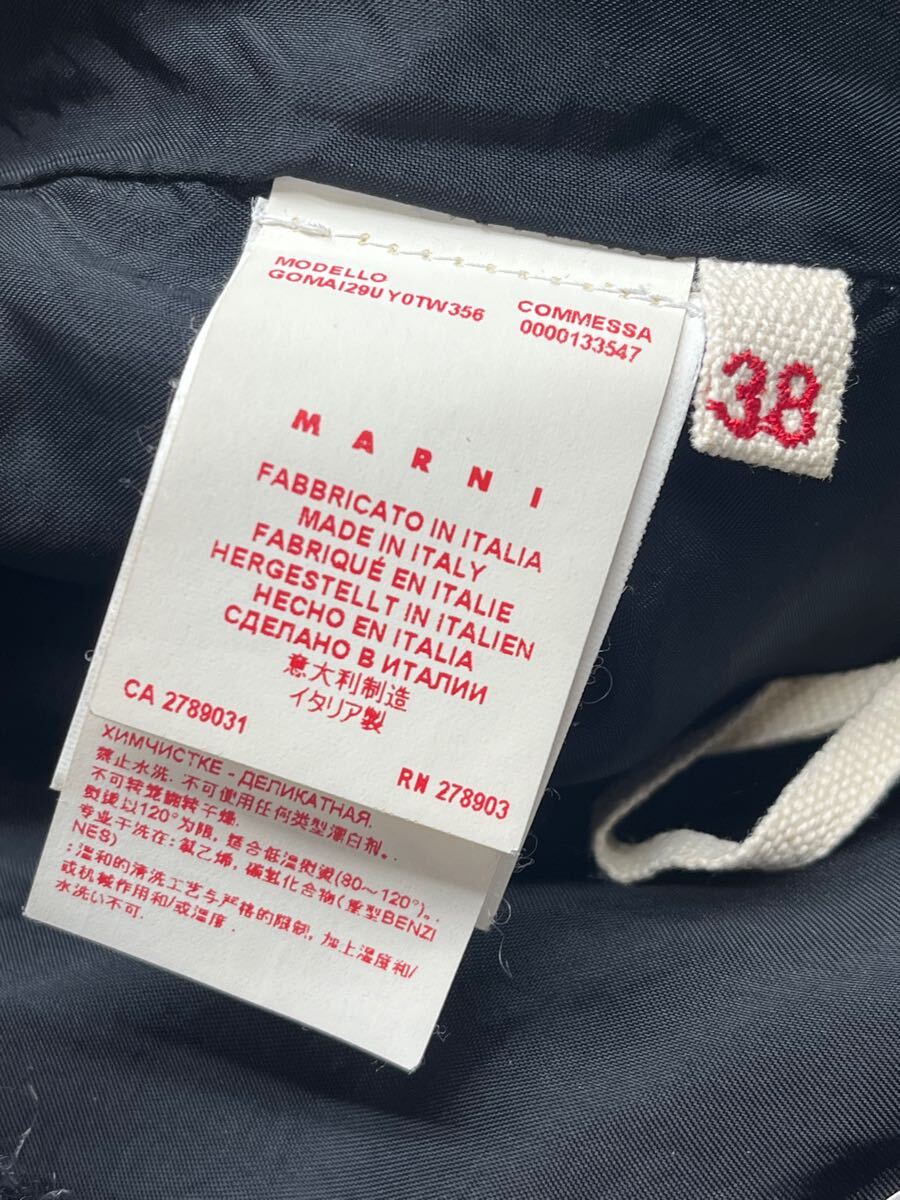 MODELLO
GOMAI29U Y0TW356
COMMESSA
0000133547
38
MARNI
FABBRICATO IN ITALIA
MADE IN ITALY
FABRIQUÉ EN ITALIE
HERGESTELLT IN ITALIEN
HECHO EN ITALIA
СДЕЛАНО В ИТАЛИИ
意大利制造
イタリア製
CA 2789031
RN 278903
ХИМЧИСТКЕ - ДЕЛИКАТНАЯ.
禁止水洗. 不可使用任何类型漂白剂..
不可转笼翻转干燥.
熨烫以120°为限, 适合低温熨烫(80～120°)..
专业干洗在:氯乙烯, 碳氢化合物(重型BENZI
NES)
:温和的清洗工艺与严格的限制, 加上湿度和/
或机械作用和/或温度.
水洗い不可.